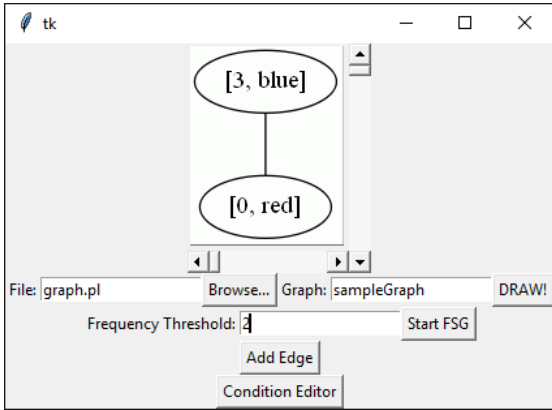 tk
[3, blue]
[0, red]
File: graph.pl Browse... Graph: sampleGraph DRAW!
Frequency Threshold: 2 Start FSG
Add Edge
Condition Editor